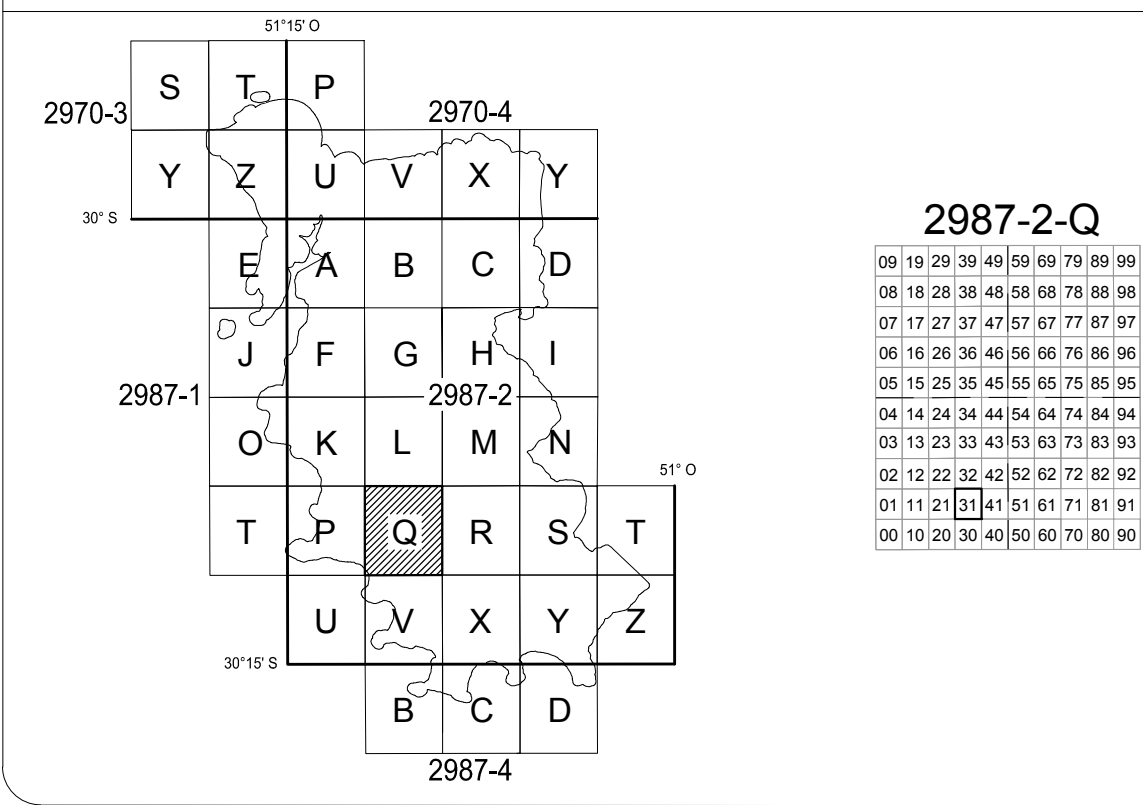 51°15' O
S T P
2970-3
2970-4
Y Z U V X Y
30° S
E A B C D
J F G H I
2987-1
2987-2
O K L M N
51° O
T P Q R S T
U V X Y Z
30°15' S
B C D
2987-4
2987-2-Q
09 19 29 39 49 59 69 79 89 99
08 18 28 38 48 58 68 78 88 98
07 17 27 37 47 57 67 77 87 97
06 16 26 36 46 56 66 76 86 96
05 15 25 35 45 55 65 75 85 95
04 14 24 34 44 54 64 74 84 94
03 13 23 33 43 53 63 73 83 93
02 12 22 32 42 52 62 72 82 92
01 11 21 31 41 51 61 71 81 91
00 10 20 30 40 50 60 70 80 90